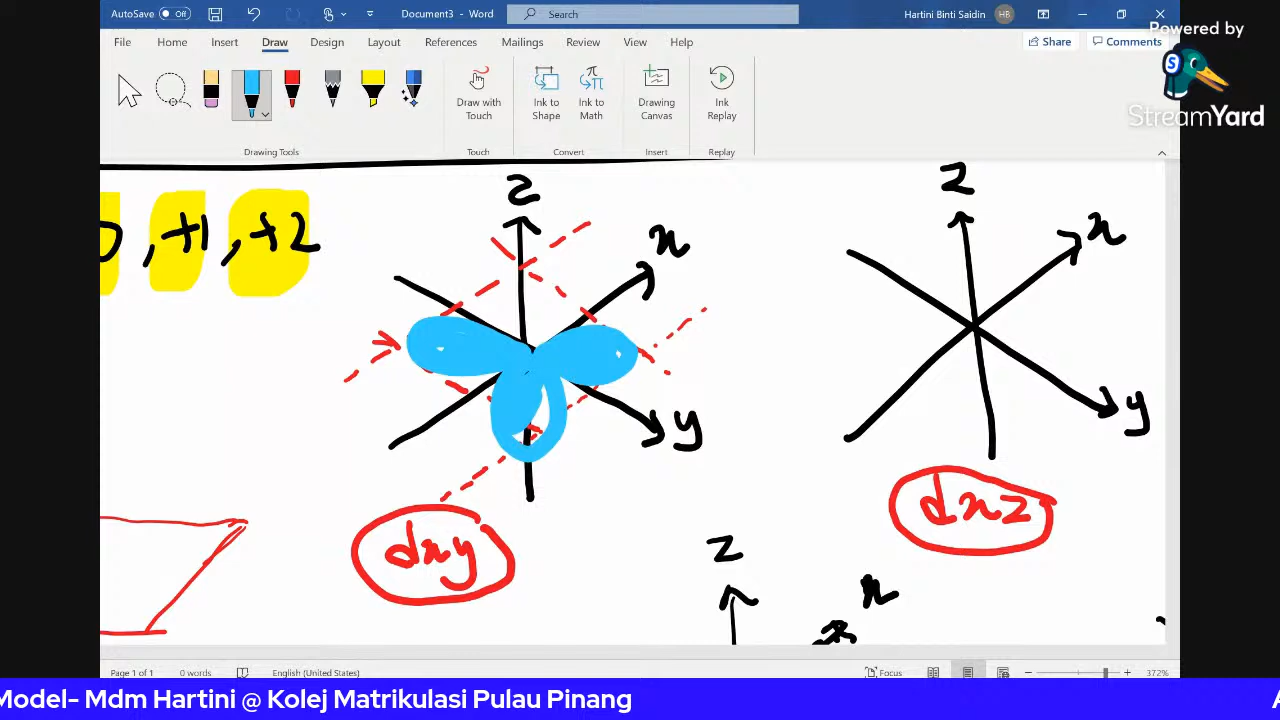 AutoSave Off Document3 - Word Search Hartini Binti Saidin HB
Powered by
StreamYard
File Home Insert Draw Design Layout References Mailings Review View Help Share Comments
Draw with Touch Ink to Shape Ink to Math Drawing Canvas Ink Replay
Drawing Tools Touch Convert Insert Replay
0, +1, +2
z
x
y
dxy
z
x
y
dxz
z
x
x
Page 1 of 1 0 words English (United States) Focus 372%
Model- Mdm Hartini @ Kolej Matrikulasi Pulau Pinang
A